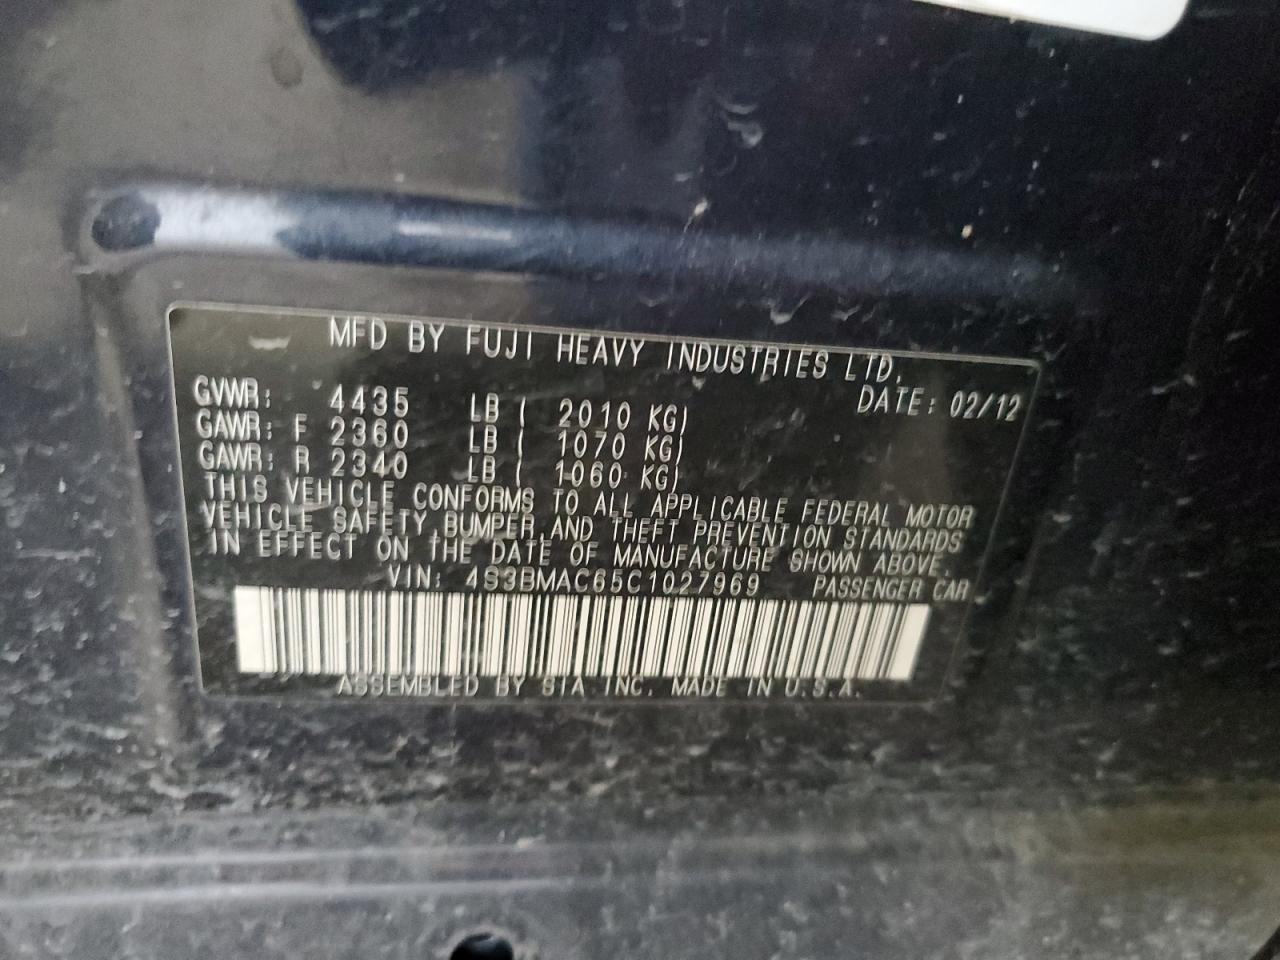 MFD BY FUJI HEAVY INDUSTRIES LTD.
DATE: 02/12
GVWR: 4435 LB ( 2010 KG)
GAWR: F 2360 LB ( 1070 KG)
GAWR: R 2340 LB ( 1060 KG)
THIS VEHICLE CONFORMS TO ALL APPLICABLE FEDERAL MOTOR
VEHICLE SAFETY,BUMPER,AND THEFT PREVENTION STANDARDS
IN EFFECT ON THE DATE OF MANUFACTURE SHOWN ABOVE.
VIN: 4S3BMAC65C1027969 PASSENGER CAR
ASSEMBLED BY SIA INC. MADE IN U.S.A.